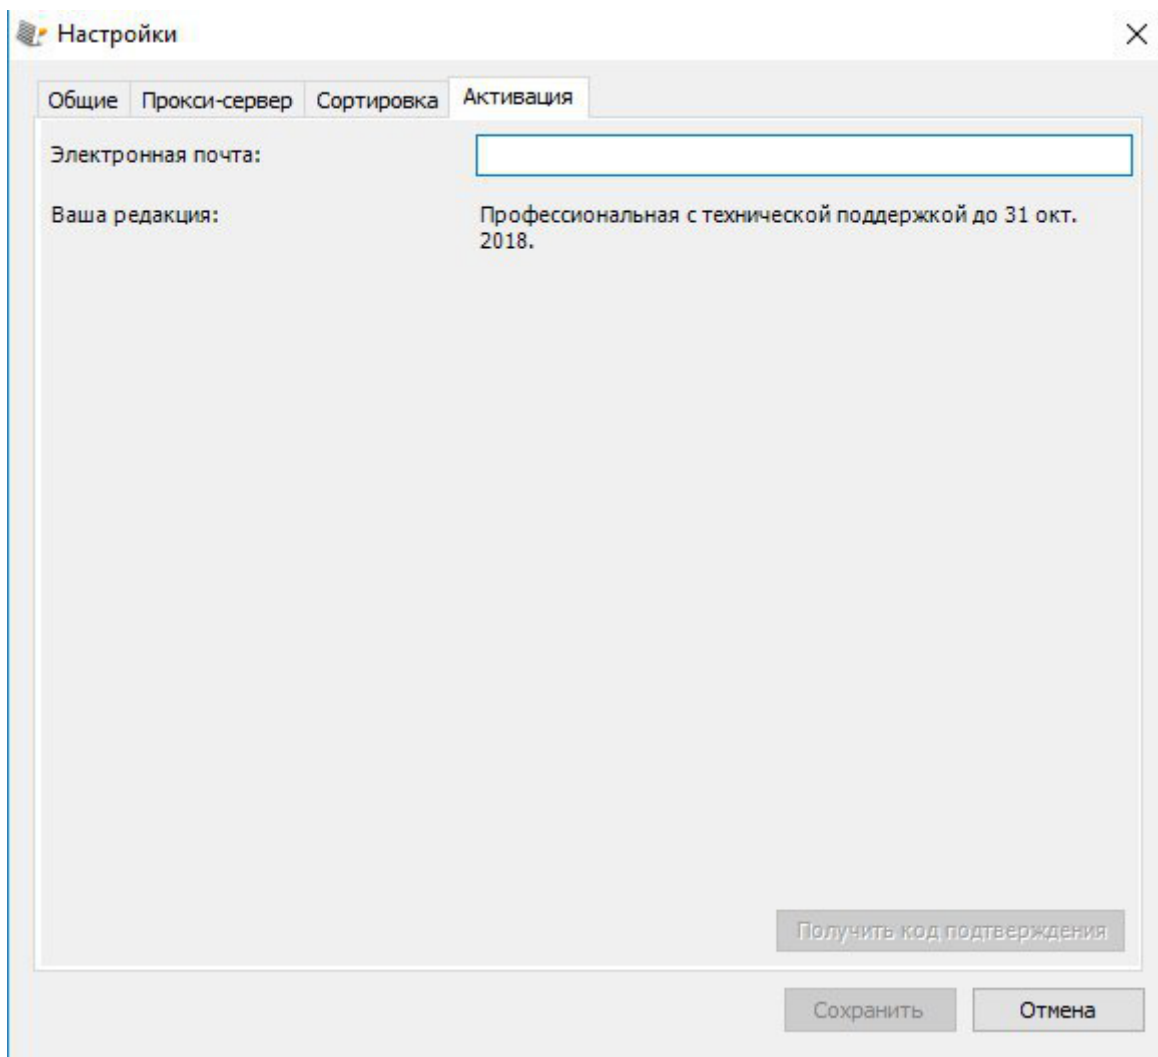 Настройки
Общие Прокси-сервер Сортировка Активация
Электронная почта:
Ваша редакция: Профессиональная с технической поддержкой до 31 окт.
2018.
Получить код подтверждения
Сохранить Отмена